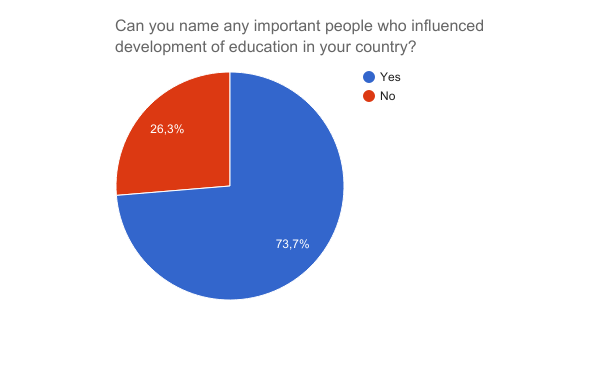 Can you name any important people who influenced
development of education in your country?
Yes
No
26,3%
73,7%